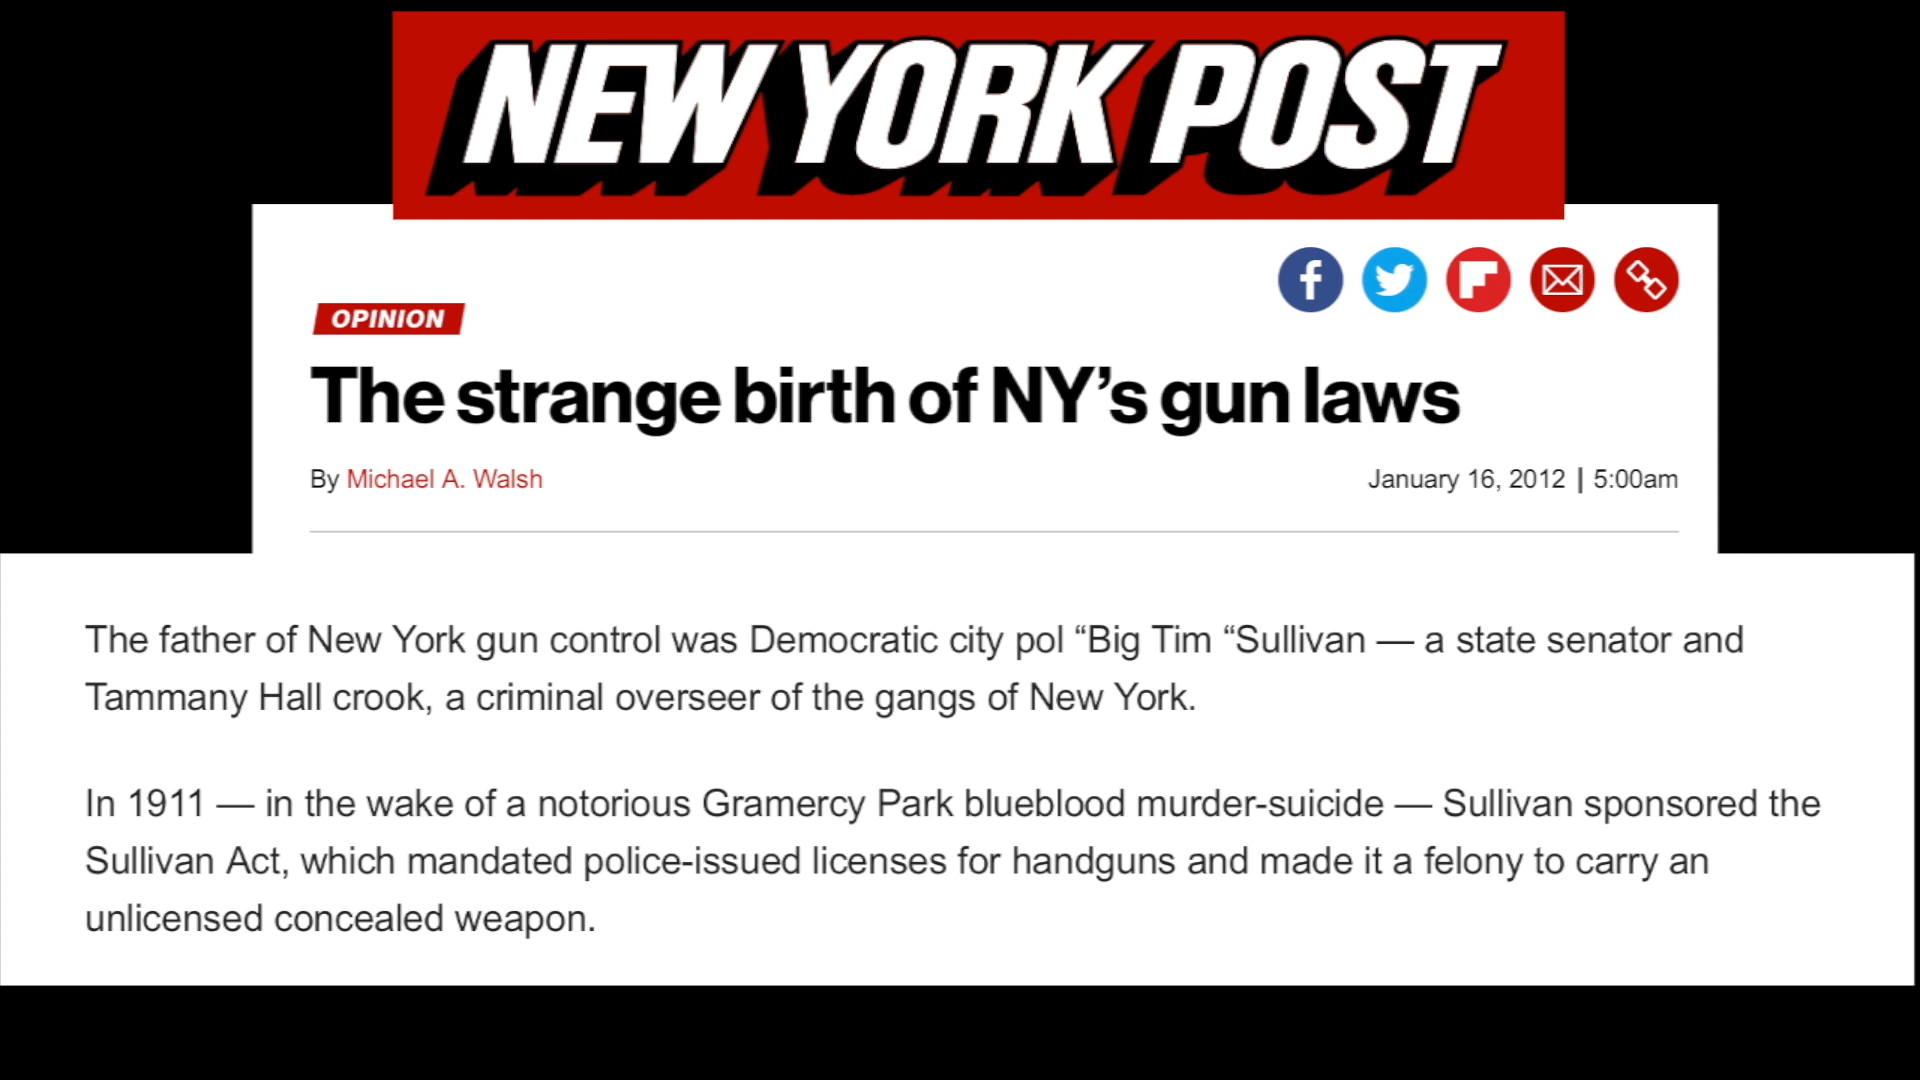 NEW YORK POST
OPINION
The strange birth of NY’s gun laws
By Michael A. Walsh
January 16, 2012 | 5:00am
The father of New York gun control was Democratic city pol “Big Tim “Sullivan — a state senator and
Tammany Hall crook, a criminal overseer of the gangs of New York.
In 1911 — in the wake of a notorious Gramercy Park blueblood murder-suicide — Sullivan sponsored the
Sullivan Act, which mandated police-issued licenses for handguns and made it a felony to carry an
unlicensed concealed weapon.